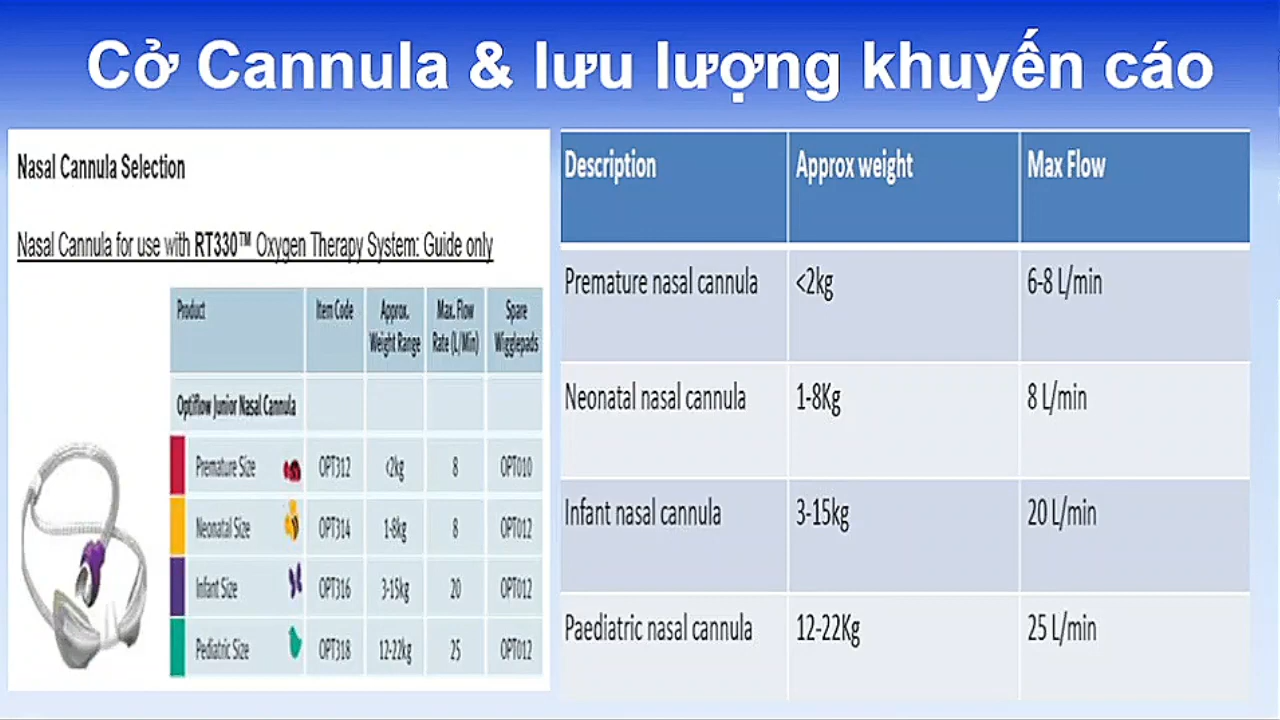 Cở Cannula & lưu lượng khuyến cáo
Nasal Cannula Selection
Nasal Cannula for use with RT330™ Oxygen Therapy System: Guide only
Product Item Code Approx. Weight Range Max. Flow Rate (L/Min) Spare Wigglepads
Optiflow Junior Nasal Cannula
Premature Size OPT312 <2kg 8 OPT010
Neonatal Size OPT314 1-8kg 8 OPT012
Infant Size OPT316 3-15kg 20 OPT012
Pediatric Size OPT318 12-22kg 25 OPT012
Description Approx weight Max Flow
Premature nasal cannula <2kg 6-8 L/min
Neonatal nasal cannula 1-8Kg 8 L/min
Infant nasal cannula 3-15kg 20 L/min
Paediatric nasal cannula 12-22Kg 25 L/min